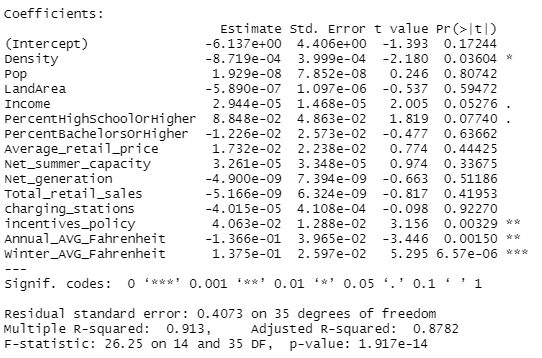 Coefficients:
Estimate Std. Error t value Pr(>|t|)
(Intercept) -6.137e+00 4.406e+00 -1.393 0.17244
Density -8.719e-04 3.999e-04 -2.180 0.03604 *
Pop 1.929e-08 7.852e-08 0.246 0.80742
LandArea -5.890e-07 1.097e-06 -0.537 0.59472
Income 2.944e-05 1.468e-05 2.005 0.05276 .
PercentHighSchoolOrHigher 8.848e-02 4.863e-02 1.819 0.07740 .
PercentBachelorsOrHigher -1.226e-02 2.573e-02 -0.477 0.63662
Average_retail_price 1.732e-02 2.238e-02 0.774 0.44425
Net_summer_capacity 3.261e-05 3.348e-05 0.974 0.33675
Net_generation -4.900e-09 7.394e-09 -0.663 0.51186
Total_retail_sales -5.166e-09 6.324e-09 -0.817 0.41953
charging_stations -4.015e-05 4.108e-04 -0.098 0.92270
incentives_policy 4.063e-02 1.288e-02 3.156 0.00329 **
Annual_AVG_Fahrenheit -1.366e-01 3.965e-02 -3.446 0.00150 **
Winter_AVG_Fahrenheit 1.375e-01 2.597e-02 5.295 6.57e-06 ***
---
Signif. codes: 0 ‘***’ 0.001 ‘**’ 0.01 ‘*’ 0.05 ‘.’ 0.1 ‘ ’ 1
Residual standard error: 0.4073 on 35 degrees of freedom
Multiple R-squared: 0.913, Adjusted R-squared: 0.8782
F-statistic: 26.25 on 14 and 35 DF, p-value: 1.917e-14